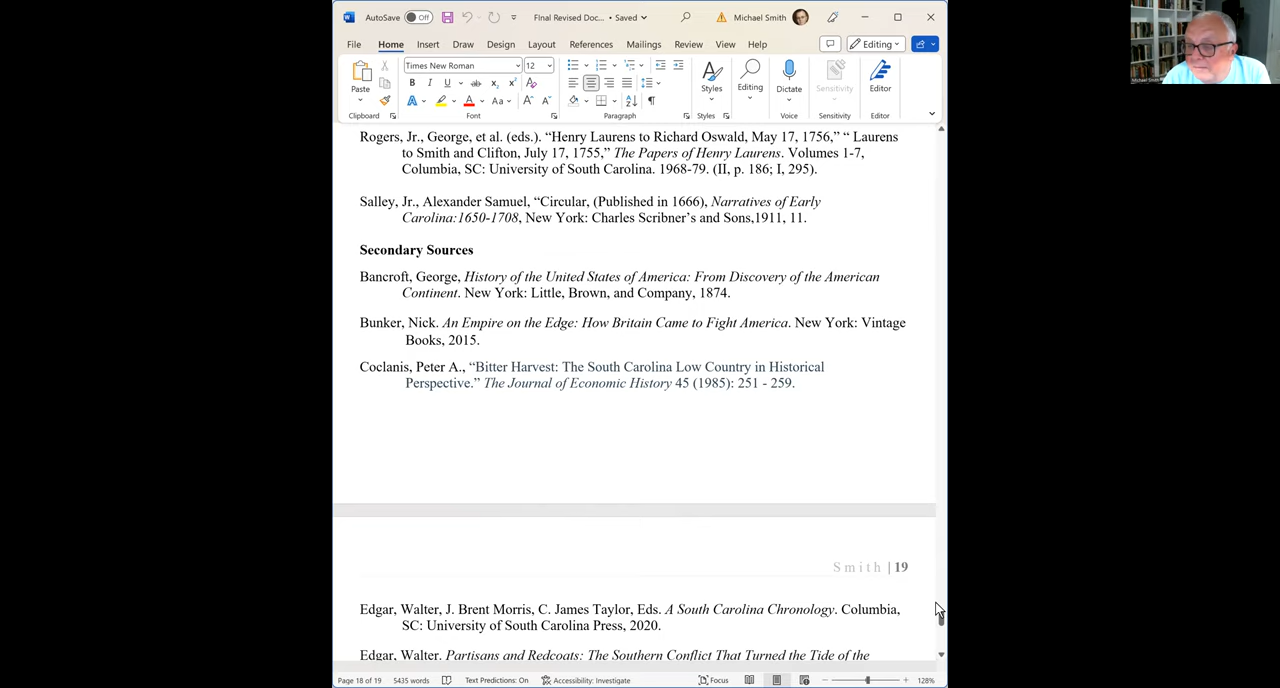 AutoSave Off FInal Revised Doc... • Saved Michael Smith
File Home Insert Draw Design Layout References Mailings Review View Help Editing
Times New Roman 12
Paste B I U ab x₂ x² A Aa Styles Editing Dictate Sensitivity Editor
Clipboard Font Paragraph Styles Voice Sensitivity Editor
Michael Smith
Rogers, Jr., George, et al. (eds.). “Henry Laurens to Richard Oswald, May 17, 1756,” “ Laurens
to Smith and Clifton, July 17, 1755,” The Papers of Henry Laurens. Volumes 1-7,
Columbia, SC: University of South Carolina. 1968-79. (II, p. 186; I, 295).
Salley, Jr., Alexander Samuel, “Circular, (Published in 1666), Narratives of Early
Carolina:1650-1708, New York: Charles Scribner’s and Sons,1911, 11.
Secondary Sources
Bancroft, George, History of the United States of America: From Discovery of the American
Continent. New York: Little, Brown, and Company, 1874.
Bunker, Nick. An Empire on the Edge: How Britain Came to Fight America. New York: Vintage
Books, 2015.
Coclanis, Peter A., “Bitter Harvest: The South Carolina Low Country in Historical
Perspective.” The Journal of Economic History 45 (1985): 251 - 259.
Smith | 19
Edgar, Walter, J. Brent Morris, C. James Taylor, Eds. A South Carolina Chronology. Columbia,
SC: University of South Carolina Press, 2020.
Edgar, Walter. Partisans and Redcoats: The Southern Conflict That Turned the Tide of the
Page 18 of 19 5435 words Text Predictions: On Accessibility: Investigate Focus 128%